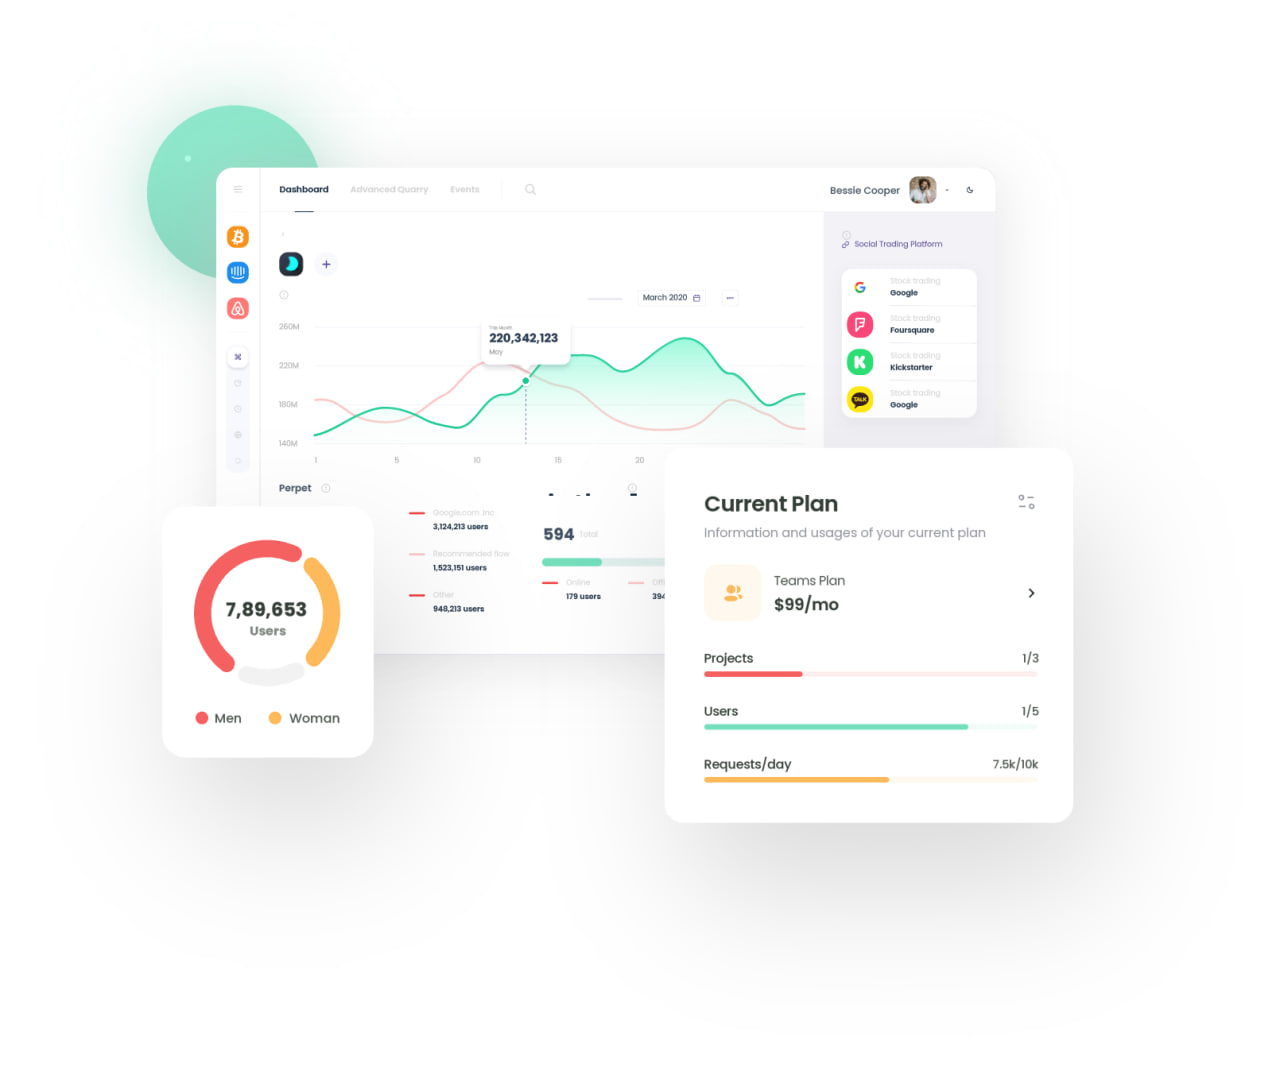 Dashboard
Advanced Quarry
Events
Bessie Cooper
Social Trading Platform
Stock trading
Google
Stock trading
Foursquare
Stock trading
Kickstarter
TALK
Stock trading
Google
March 2020
This Month
220,342,123
May
260M
220M
180M
140M
1
5
10
15
20
Perpet
Google.com .inc
3,124,213 users
Recommended flow
1,523,151 users
Other
948,213 users
594 Total
Online
179 users
Offl
394
7,89,653
Users
Men
Woman
Current Plan
Information and usages of your current plan
Teams Plan
$99/mo
Projects
1/3
Users
1/5
Requests/day
7.5k/10k